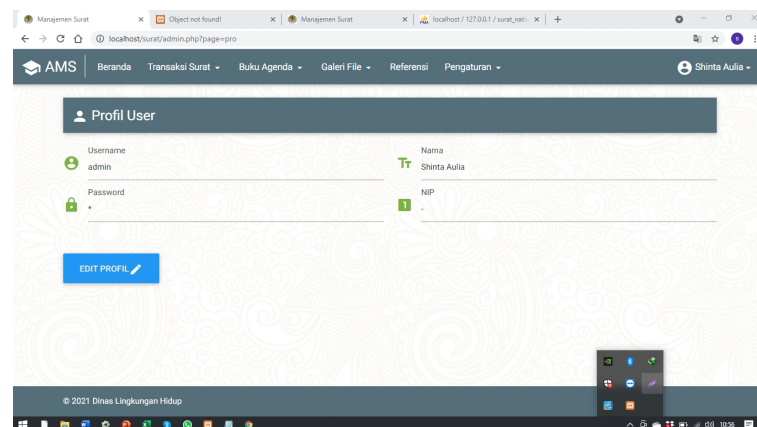 Manajemen Surat
Object not found!
Manajemen Surat
localhost / 127.0.0.1 / surat_nativ
localhost/surat/admin.php?page=pro
AMS
Beranda
Transaksi Surat
Buku Agenda
Galeri File
Referensi
Pengaturan
Shinta Aulia
Profil User
Username
admin
Nama
Shinta Aulia
Password
*
NIP
-
EDIT PROFIL
© 2021 Dinas Lingkungan Hidup
10:56